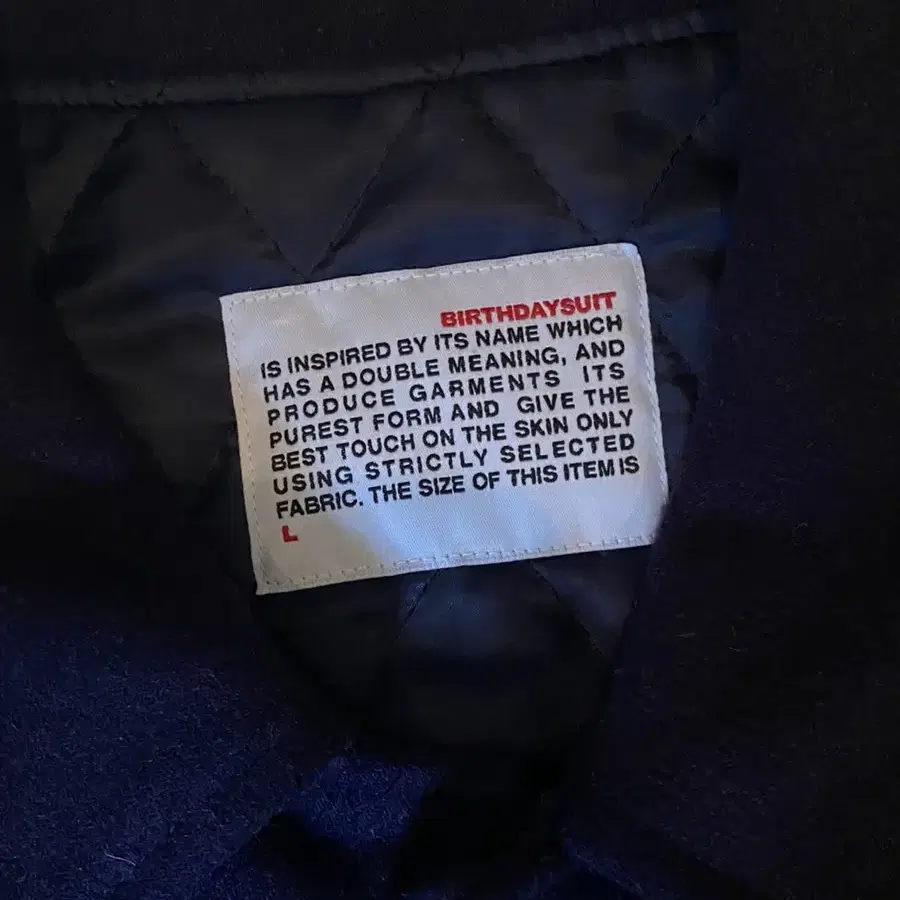 BIRTHDAYSUIT
IS INSPIRED BY ITS NAME WHICH
HAS A DOUBLE MEANING, AND
PRODUCE GARMENTS ITS
PUREST FORM AND GIVE THE
BEST TOUCH ON THE SKIN ONLY
USING STRICTLY SELECTED
FABRIC. THE SIZE OF THIS ITEM IS
L